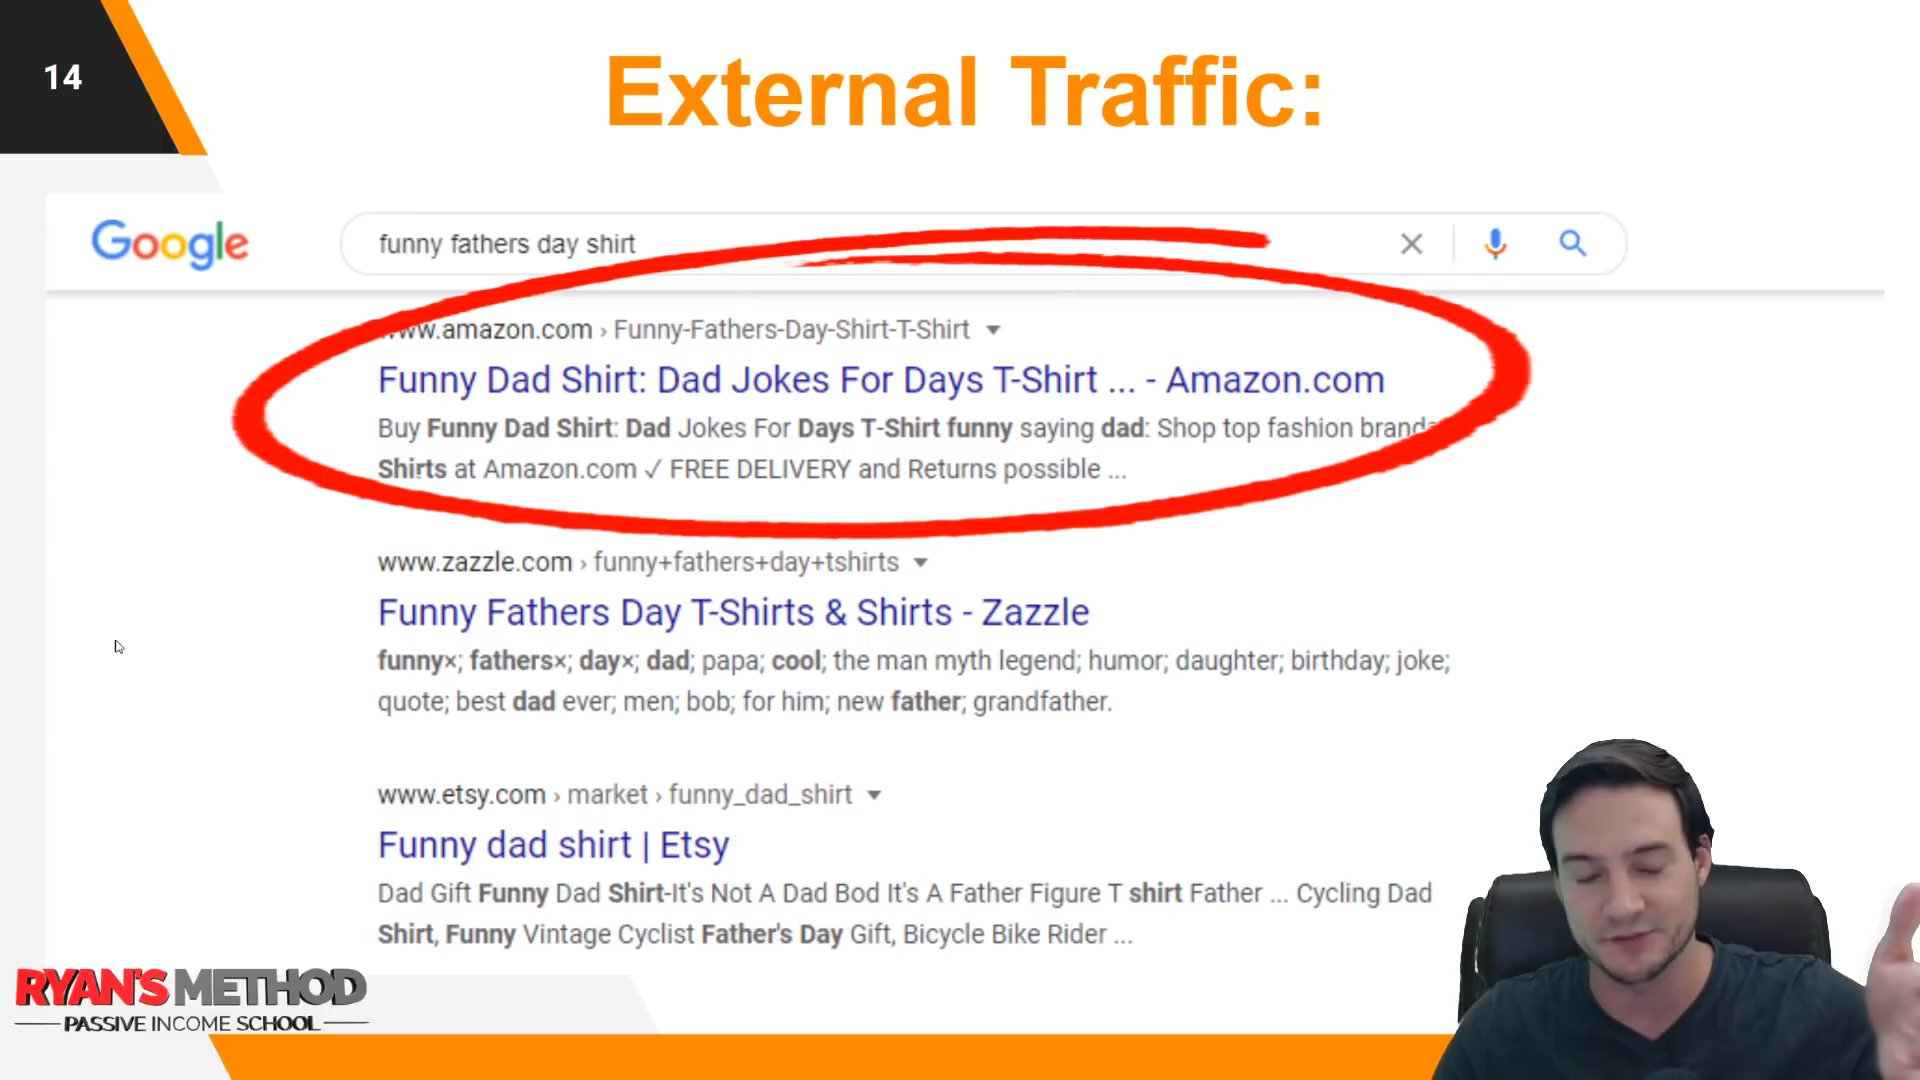 14
External Traffic:
Google
funny fathers day shirt
www.amazon.com › Funny-Fathers-Day-Shirt-T-Shirt
Funny Dad Shirt: Dad Jokes For Days T-Shirt ... - Amazon.com
Buy Funny Dad Shirt: Dad Jokes For Days T-Shirt funny saying dad: Shop top fashion brands
Shirts at Amazon.com ✓ FREE DELIVERY and Returns possible ...
www.zazzle.com › funny+fathers+day+tshirts
Funny Fathers Day T-Shirts & Shirts - Zazzle
funny×; fathers×; day×; dad; papa; cool; the man myth legend; humor; daughter; birthday; joke;
quote; best dad ever; men; bob; for him; new father; grandfather.
www.etsy.com › market › funny_dad_shirt
Funny dad shirt | Etsy
Dad Gift Funny Dad Shirt-It's Not A Dad Bod It's A Father Figure T shirt Father ... Cycling Dad
Shirt, Funny Vintage Cyclist Father's Day Gift, Bicycle Bike Rider ...
RYAN'S METHOD
PASSIVE INCOME SCHOOL